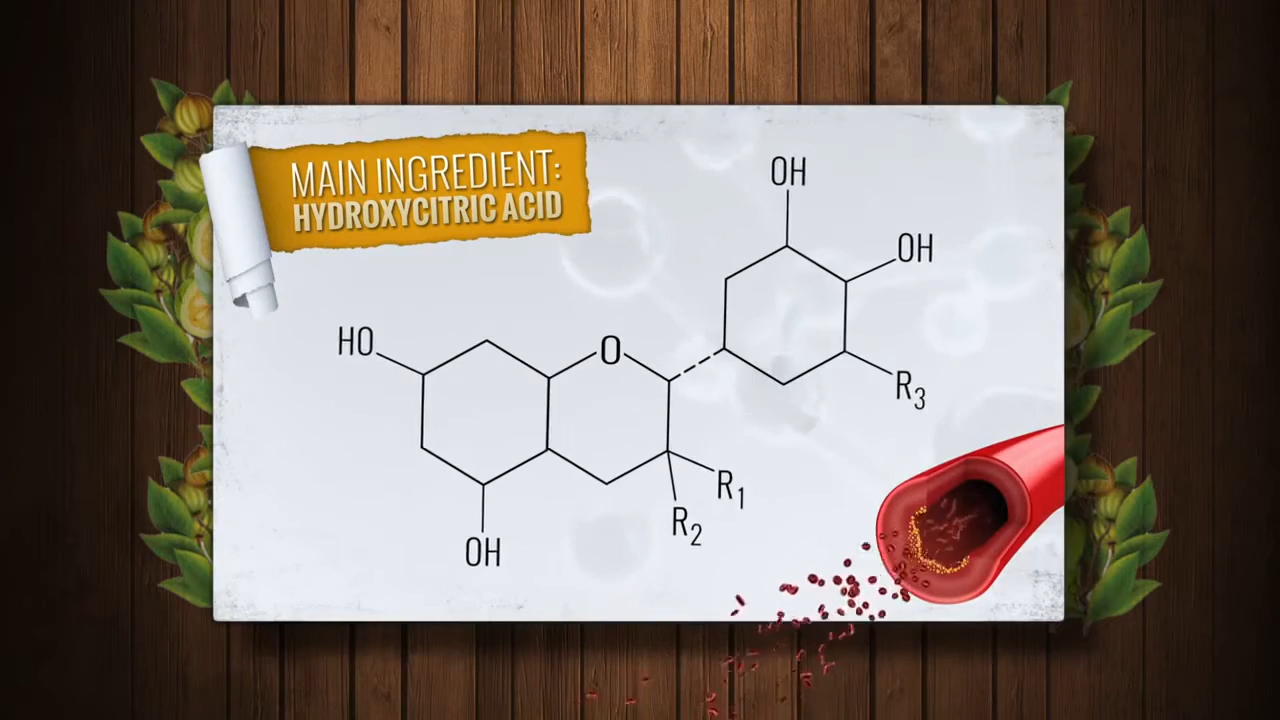 MAIN INGREDIENT:
HYDROXYCITRIC ACID
OH
OH
HO
O
R3
R1
R2
OH